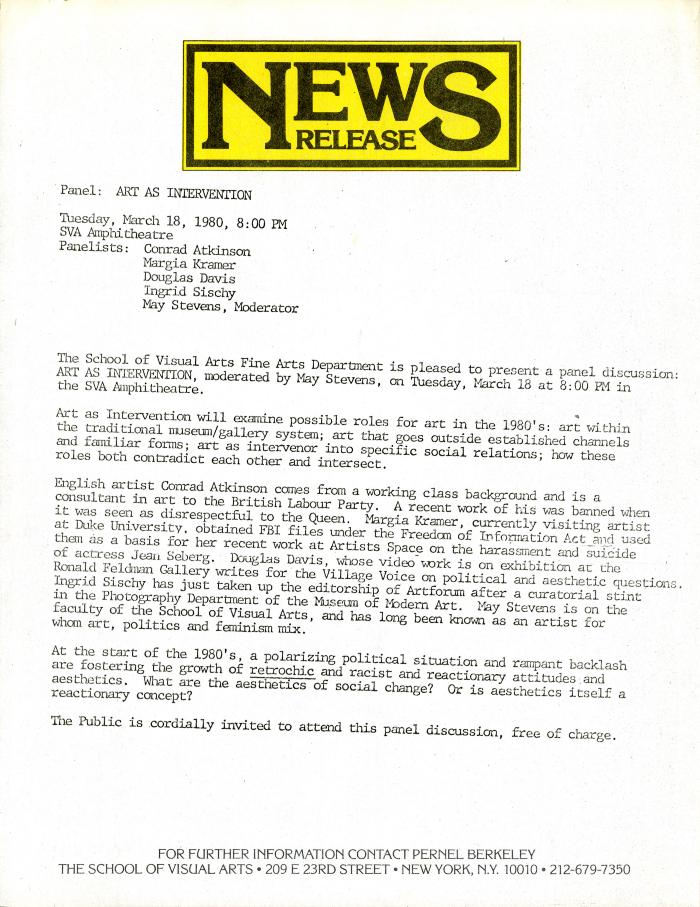 NEWS
RELEASE
Panel: ART AS INTERVENTION
Tuesday, March 18, 1980, 8:00 PM
SVA Amphitheatre
Panelists: Conrad Atkinson
Margia Kramer
Douglas Davis
Ingrid Sischy
May Stevens, Moderator
The School of Visual Arts Fine Arts Department is pleased to present a panel discussion:
ART AS INTERVENTION, moderated by May Stevens, on Tuesday, March 18 at 8:00 PM in
the SVA Amphitheatre.
Art as Intervention will examine possible roles for art in the 1980's: art within
the traditional museum/gallery system; art that goes outside established channels
and familiar forms; art as intervenor into specific social relations; how these
roles both contradict each other and intersect.
English artist Conrad Atkinson comes from a working class background and is a
consultant in art to the British Labour Party. A recent work of his was banned when
it was seen as disrespectful to the Queen. Margia Kramer, currently visiting artist
at Duke University, obtained FBI files under the Freedom of Information Act and used
them as a basis for her recent work at Artists Space on the harassment and suicide
of actress Jean Seberg. Douglas Davis, whose video work is on exhibition at the
Ronald Feldman Gallery writes for the Village Voice on political and aesthetic questions.
Ingrid Sischy has just taken up the editorship of Artforum after a curatorial stint
in the Photography Department of the Museum of Modern Art. May Stevens is on the
faculty of the School of Visual Arts, and has long been known as an artist for
whom art, politics and feminism mix.
At the start of the 1980's, a polarizing political situation and rampant backlash
are fostering the growth of retrochic and racist and reactionary attitudes and
aesthetics. What are the aesthetics of social change? Or is aesthetics itself a
reactionary concept?
The Public is cordially invited to attend this panel discussion, free of charge.
FOR FURTHER INFORMATION CONTACT PERNEL BERKELEY
THE SCHOOL OF VISUAL ARTS • 209 E 23RD STREET • NEW YORK, N.Y. 10010 • 212-679-7350